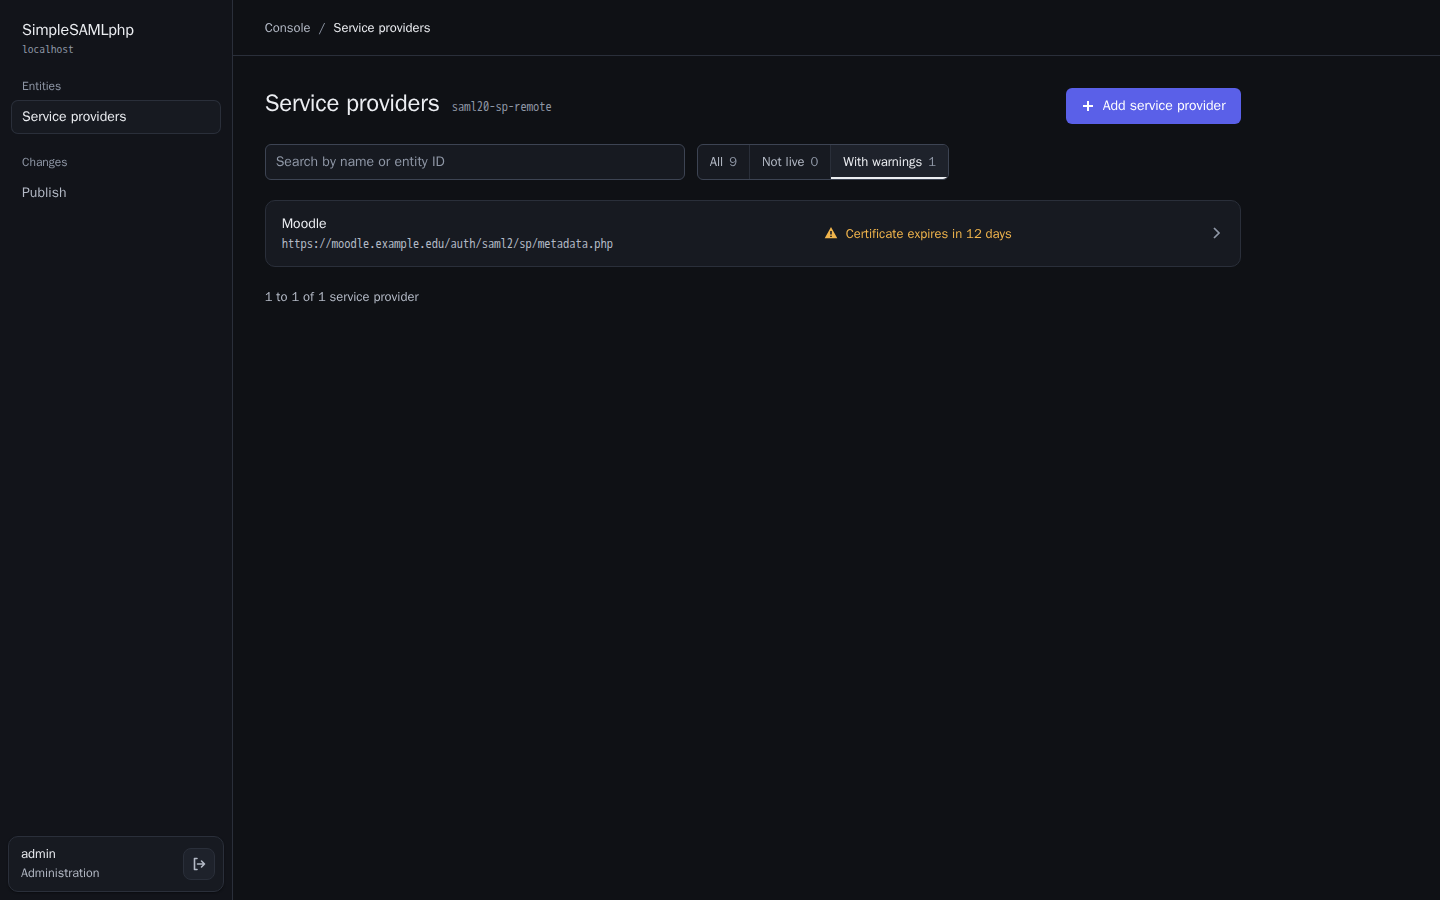 SimpleSAMLphp
localhost
Entities
Service providers
Changes
Publish
admin
Administration
Console / Service providers
Service providers saml20-sp-remote
Add service provider
Search by name or entity ID
All 9 Not live 0 With warnings 1
Moodle
https://moodle.example.edu/auth/saml2/sp/metadata.php
Certificate expires in 12 days
1 to 1 of 1 service provider